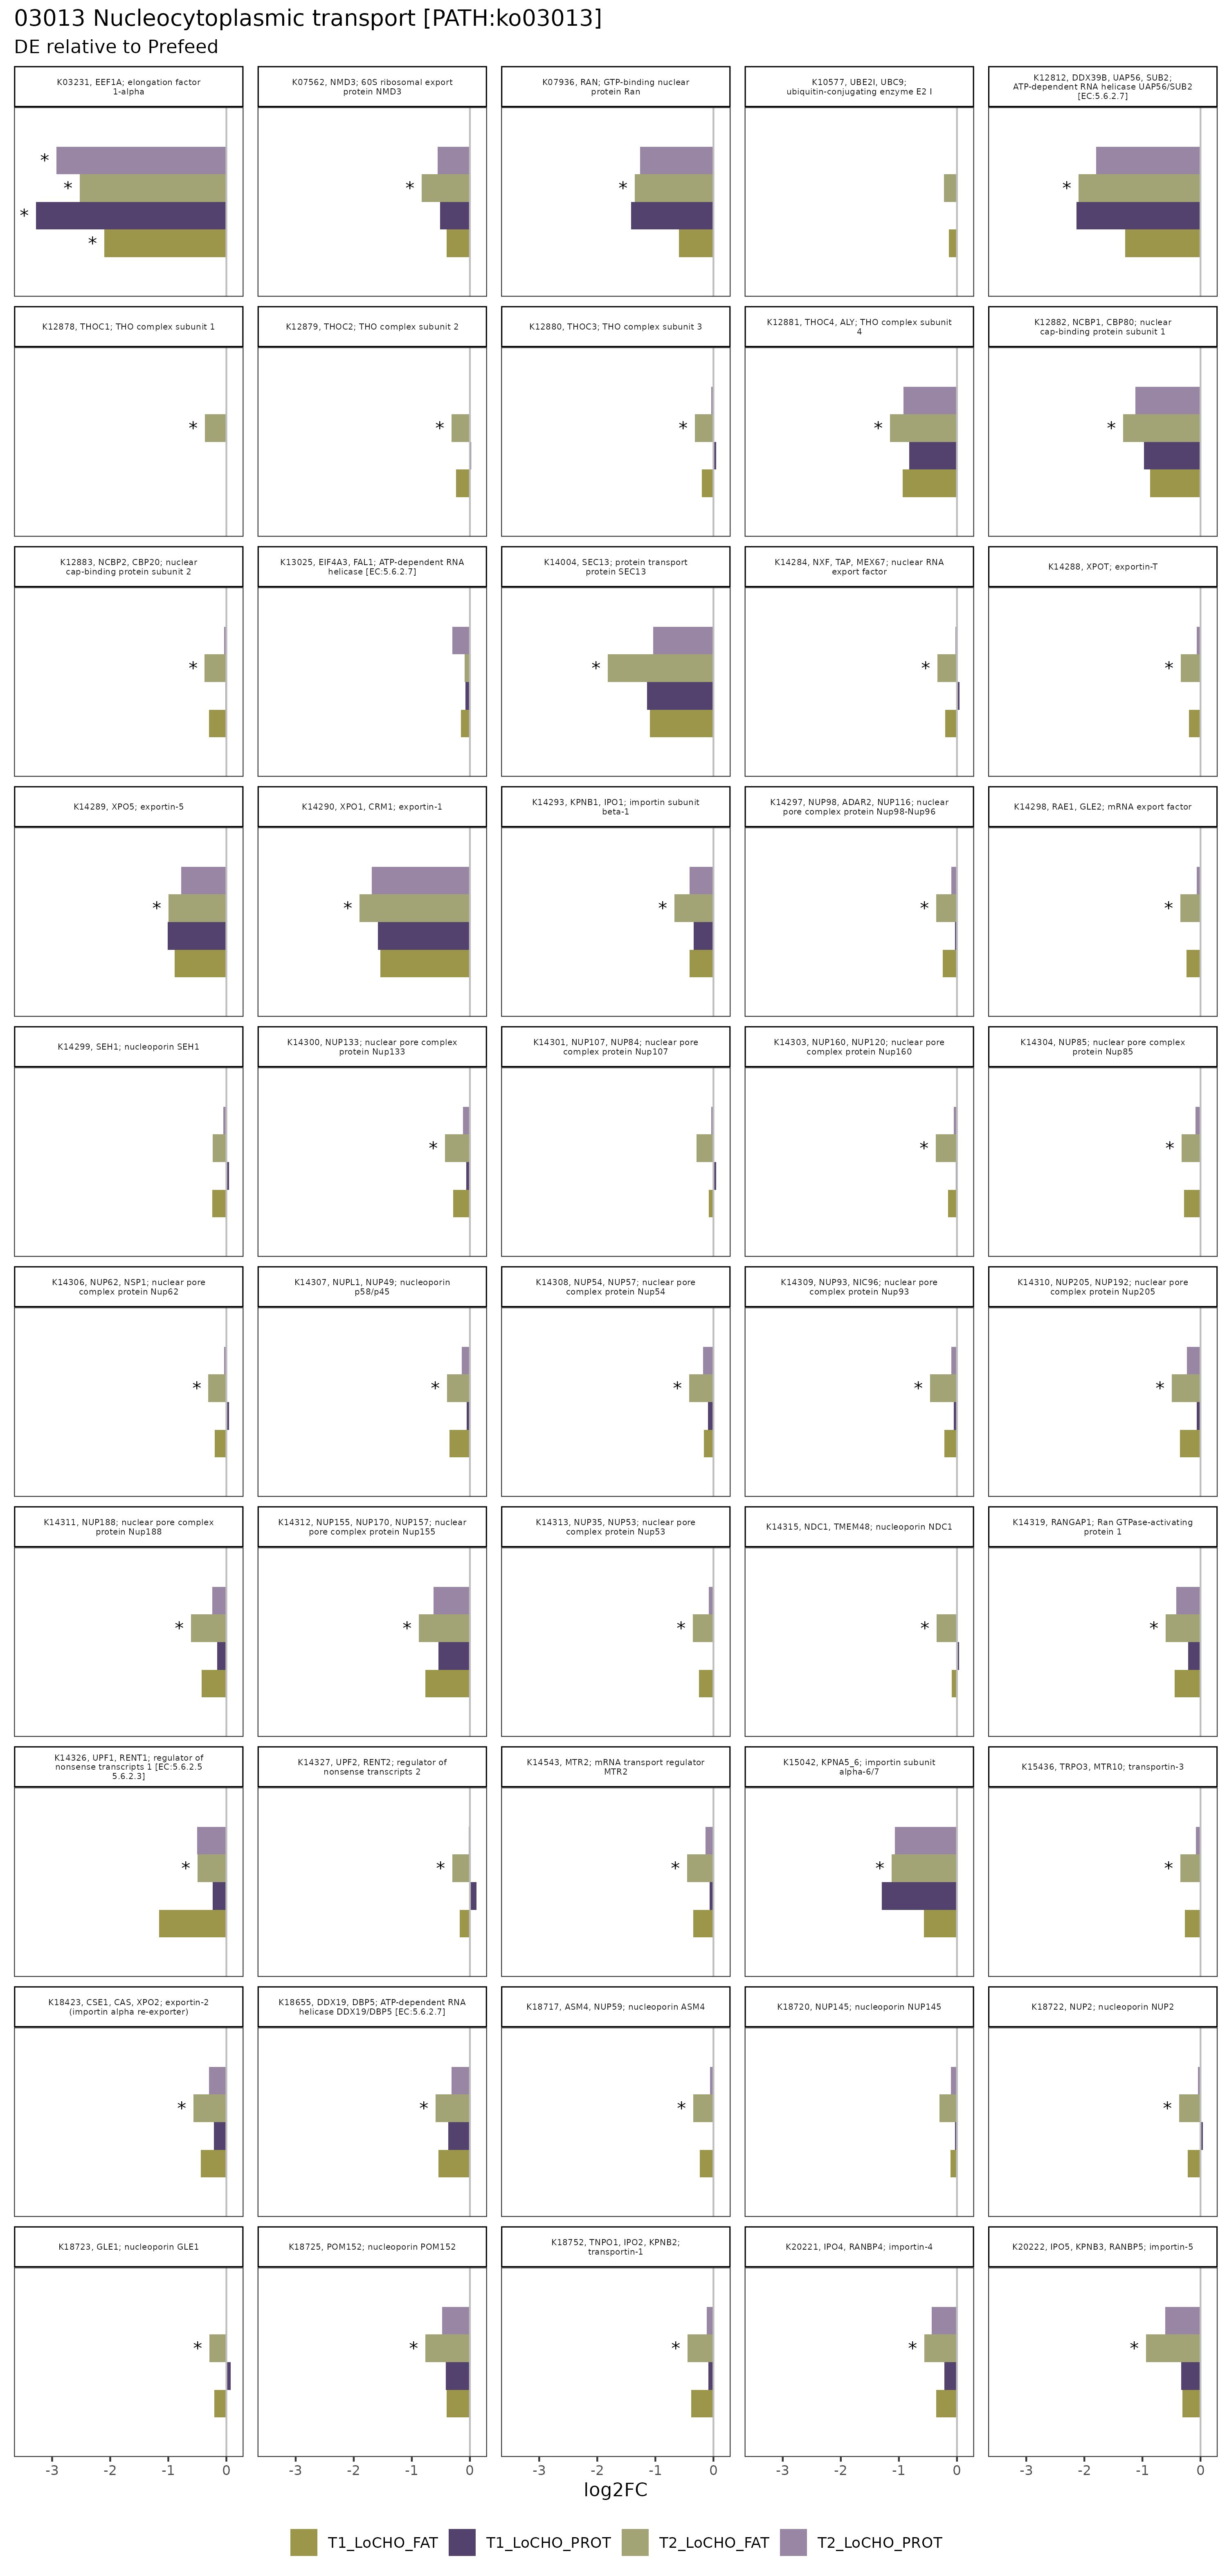 03013 Nucleocytoplasmic transport [PATH:ko03013]
DE relative to Prefeed
K03231, EEF1A; elongation factor
1-alpha
K07562, NMD3; 60S ribosomal export
protein NMD3
K07936, RAN; GTP-binding nuclear
protein Ran
K10577, UBE2I, UBC9;
ubiquitin-conjugating enzyme E2 I
K12812, DDX39B, UAP56, SUB2;
ATP-dependent RNA helicase UAP56/SUB2
[EC:5.6.2.7]
*
*
*
*
*
*
*
K12878, THOC1; THO complex subunit 1
K12879, THOC2; THO complex subunit 2
K12880, THOC3; THO complex subunit 3
K12881, THOC4, ALY; THO complex subunit
4
K12882, NCBP1, CBP80; nuclear
cap-binding protein subunit 1
*
*
*
*
*
K12883, NCBP2, CBP20; nuclear
cap-binding protein subunit 2
K13025, EIF4A3, FAL1; ATP-dependent RNA
helicase [EC:5.6.2.7]
K14004, SEC13; protein transport
protein SEC13
K14284, NXF, TAP, MEX67; nuclear RNA
export factor
K14288, XPOT; exportin-T
*
*
*
*
K14289, XPO5; exportin-5
K14290, XPO1, CRM1; exportin-1
K14293, KPNB1, IPO1; importin subunit
beta-1
K14297, NUP98, ADAR2, NUP116; nuclear
pore complex protein Nup98-Nup96
K14298, RAE1, GLE2; mRNA export factor
*
*
*
*
*
K14299, SEH1; nucleoporin SEH1
K14300, NUP133; nuclear pore complex
protein Nup133
K14301, NUP107, NUP84; nuclear pore
complex protein Nup107
K14303, NUP160, NUP120; nuclear pore
complex protein Nup160
K14304, NUP85; nuclear pore complex
protein Nup85
*
*
*
K14306, NUP62, NSP1; nuclear pore
complex protein Nup62
K14307, NUPL1, NUP49; nucleoporin
p58/p45
K14308, NUP54, NUP57; nuclear pore
complex protein Nup54
K14309, NUP93, NIC96; nuclear pore
complex protein Nup93
K14310, NUP205, NUP192; nuclear pore
complex protein Nup205
*
*
*
*
*
K14311, NUP188; nuclear pore complex
protein Nup188
K14312, NUP155, NUP170, NUP157; nuclear
pore complex protein Nup155
K14313, NUP35, NUP53; nuclear pore
complex protein Nup53
K14315, NDC1, TMEM48; nucleoporin NDC1
K14319, RANGAP1; Ran GTPase-activating
protein 1
*
*
*
*
*
K14326, UPF1, RENT1; regulator of
nonsense transcripts 1 [EC:5.6.2.5
5.6.2.3]
K14327, UPF2, RENT2; regulator of
nonsense transcripts 2
K14543, MTR2; mRNA transport regulator
MTR2
K15042, KPNA5_6; importin subunit
alpha-6/7
K15436, TRPO3, MTR10; transportin-3
*
*
*
*
*
K18423, CSE1, CAS, XPO2; exportin-2
(importin alpha re-exporter)
K18655, DDX19, DBP5; ATP-dependent RNA
helicase DDX19/DBP5 [EC:5.6.2.7]
K18717, ASM4, NUP59; nucleoporin ASM4
K18720, NUP145; nucleoporin NUP145
K18722, NUP2; nucleoporin NUP2
*
*
*
*
K18723, GLE1; nucleoporin GLE1
K18725, POM152; nucleoporin POM152
K18752, TNPO1, IPO2, KPNB2;
transportin-1
K20221, IPO4, RANBP4; importin-4
K20222, IPO5, KPNB3, RANBP5; importin-5
*
*
*
*
*
-3 -2 -1 0 -3 -2 -1 0 -3 -2 -1 0 -3 -2 -1 0 -3 -2 -1 0
log2FC
T1_LoCHO_FAT T1_LoCHO_PROT T2_LoCHO_FAT T2_LoCHO_PROT